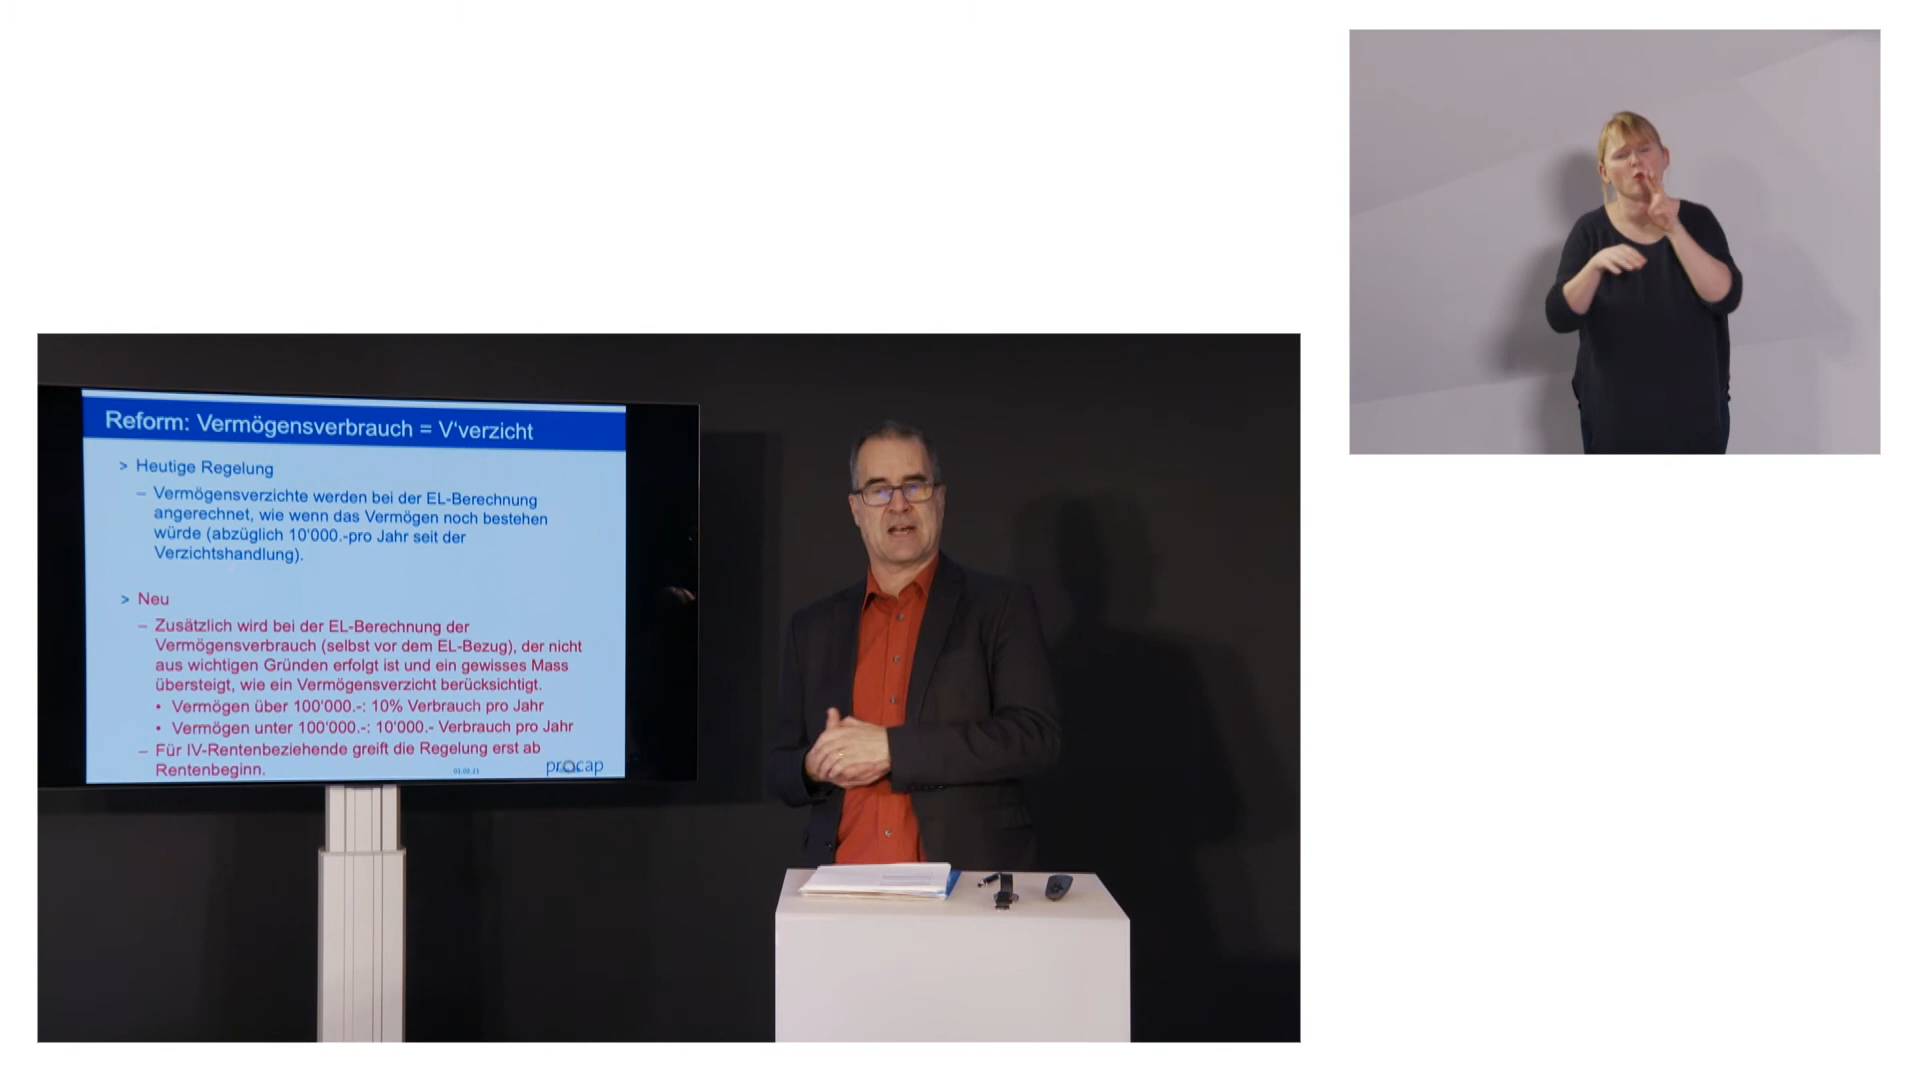 Reform: Vermögensverbrauch = V‘verzicht
> Heutige Regelung
– Vermögensverzichte werden bei der EL-Berechnung
angerechnet, wie wenn das Vermögen noch bestehen
würde (abzüglich 10'000.-pro Jahr seit der
Verzichtshandlung).
> Neu
– Zusätzlich wird bei der EL-Berechnung der
Vermögensverbrauch (selbst vor dem EL-Bezug), der nicht
aus wichtigen Gründen erfolgt ist und ein gewisses Mass
übersteigt, wie ein Vermögensverzicht berücksichtigt.
• Vermögen über 100'000.-: 10% Verbrauch pro Jahr
• Vermögen unter 100'000.-: 10'000.- Verbrauch pro Jahr
– Für IV-Rentenbeziehende greift die Regelung erst ab
Rentenbeginn.
procap